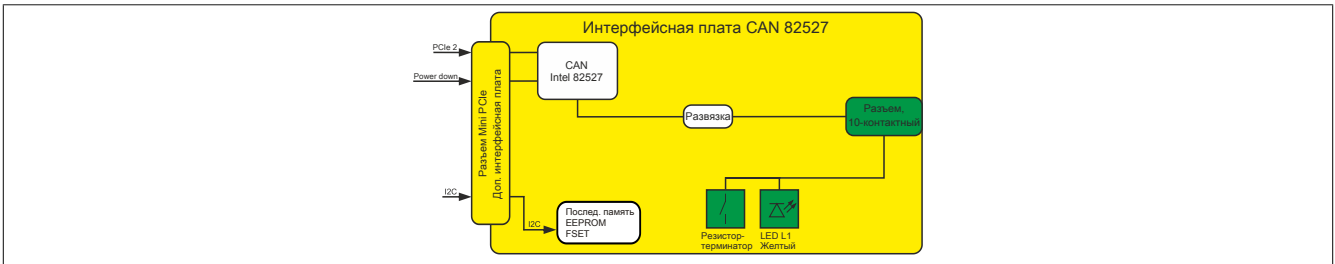 Интерфейсная плата CAN 82527
PCIe 2
Power down
I2C
Разъем Mini PCIe
Доп. интерфейсная плата
CAN
Intel 82527
Развязка
Разъем,
10-контактный
I2C
Послед. память
EEPROM
FSET
Резистор-
терминатор
LED L1
Желтый